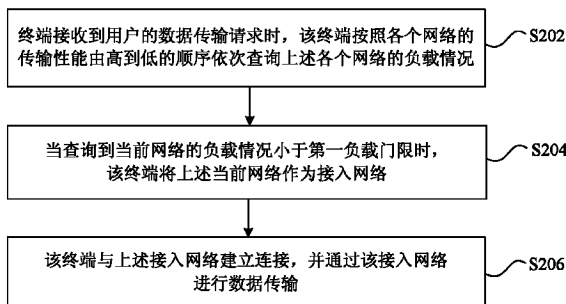 终端接收到用户的数据传输请求时，该终端按照各个网络的
传输性能由高到低的顺序依次查询上述各个网络的负载情况
S202
当查询到当前网络的负载情况小于第一负载门限时，
该终端将上述当前网络作为接入网络
S204
该终端与上述接入网络建立连接，并通过该接入网络
进行数据传输
S206